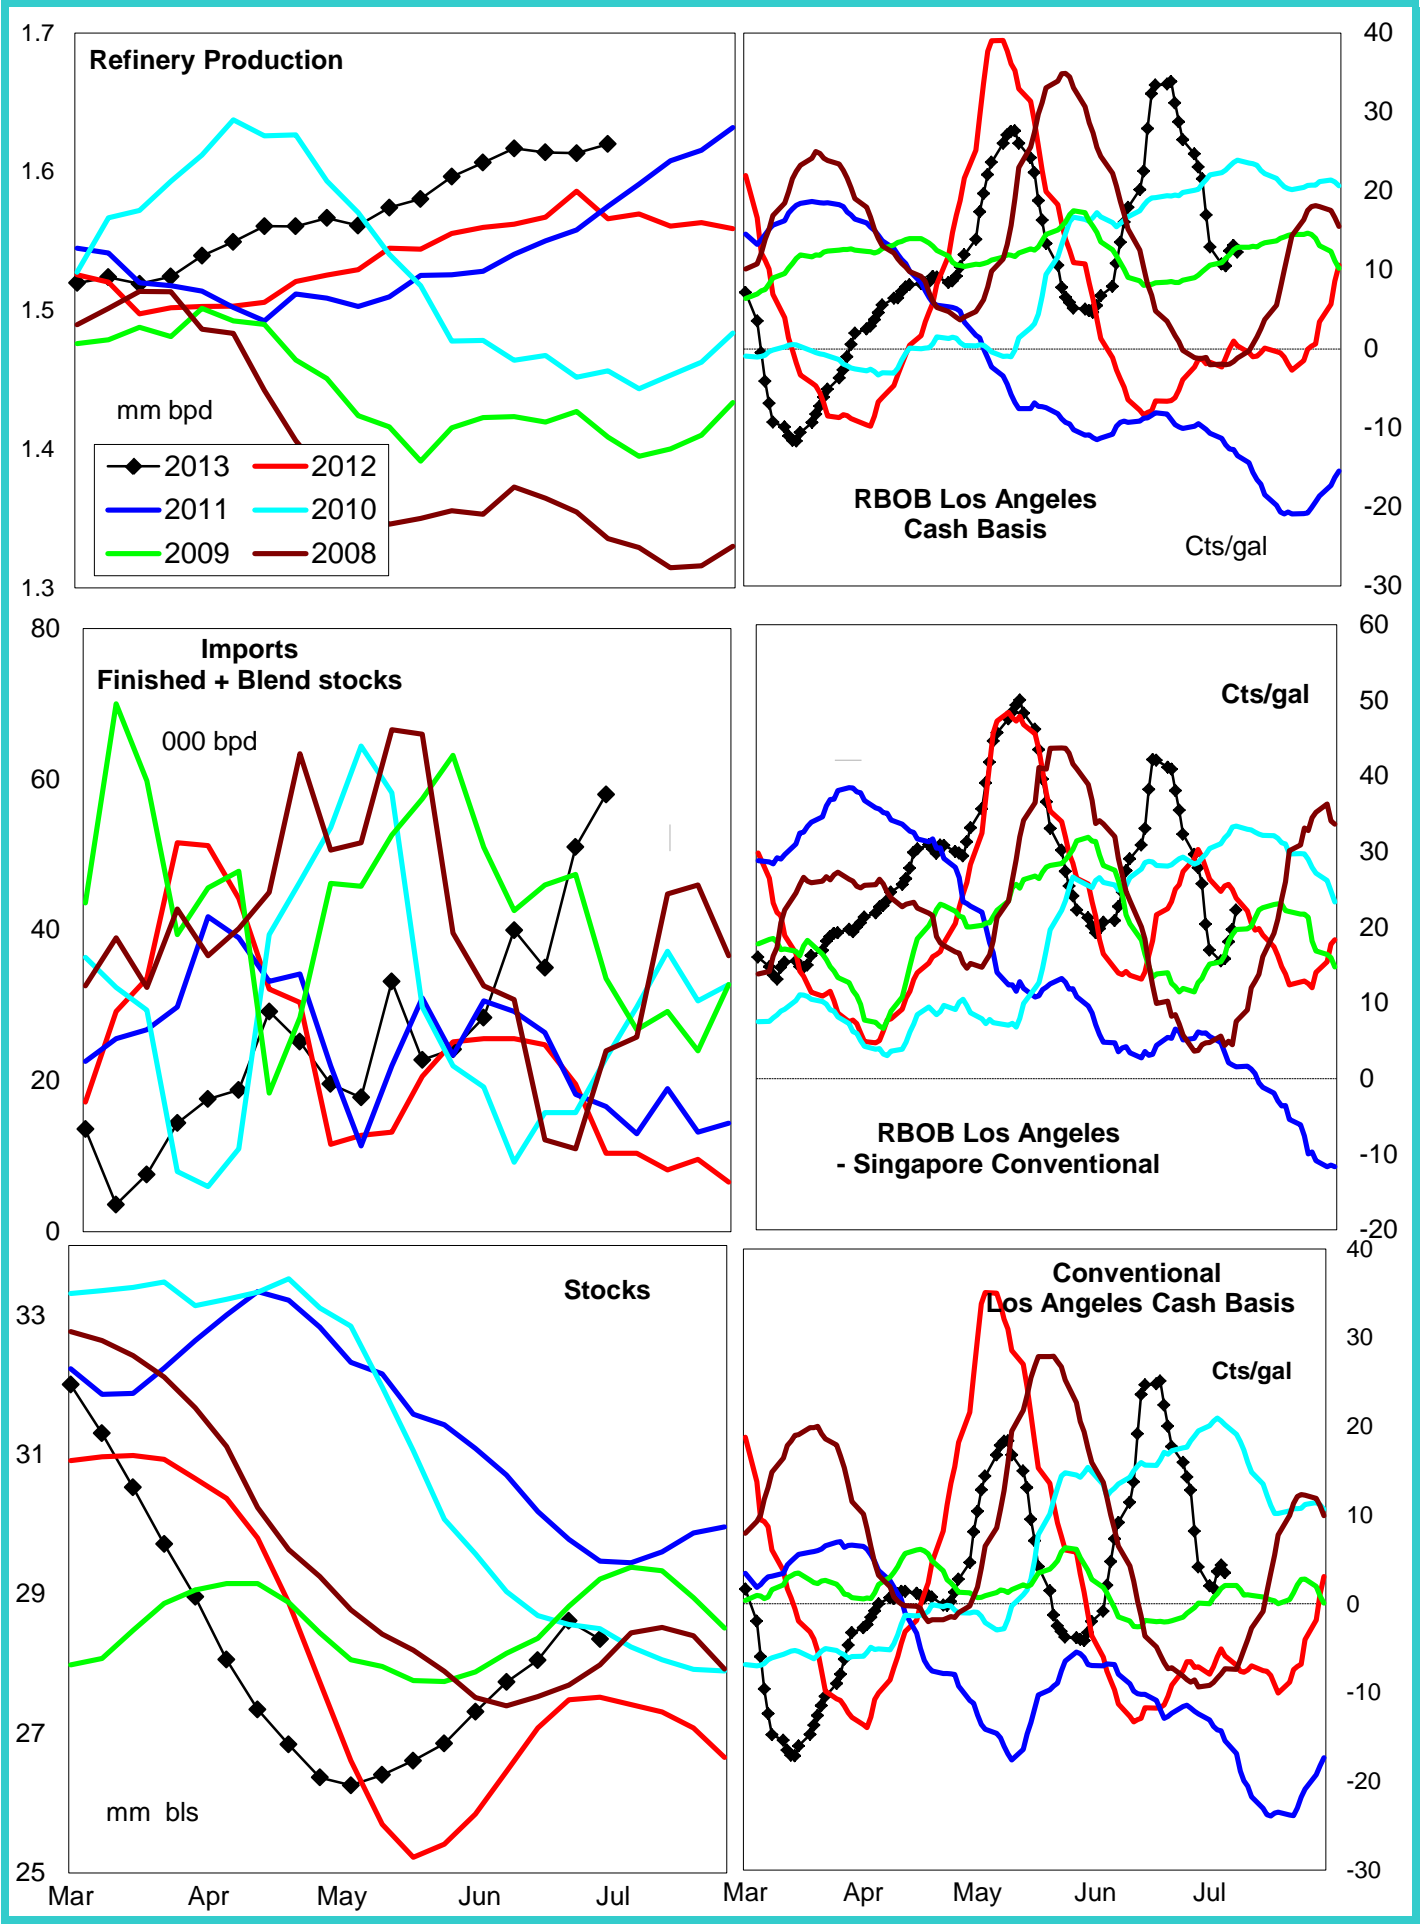 1.7
Refinery Production
1.6
1.5
mm bpd
1.4
2013 2012
2011 2010
2009 2008
1.3
40
30
20
10
0
-10
RBOB Los Angeles
Cash Basis
-20
Cts/gal
-30
80
Imports
Finished + Blend stocks
000 bpd
60
40
20
0
60
Cts/gal
50
40
30
20
10
0
RBOB Los Angeles
- Singapore Conventional
-10
-20
Stocks
33
31
29
27
mm bls
25
Mar Apr May Jun Jul
40
Conventional
Los Angeles Cash Basis
30
Cts/gal
20
10
0
-10
-20
-30
Mar Apr May Jun Jul